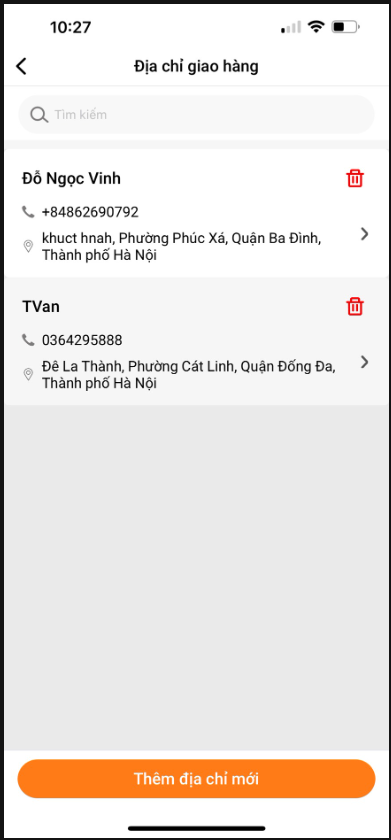 10:27
Địa chỉ giao hàng
Tìm kiếm
Đỗ Ngọc Vinh
+84862690792
khuct hnah, Phường Phúc Xá, Quận Ba Đình,
Thành phố Hà Nội
TVan
0364295888
Đê La Thành, Phường Cát Linh, Quận Đống Đa,
Thành phố Hà Nội
Thêm địa chỉ mới